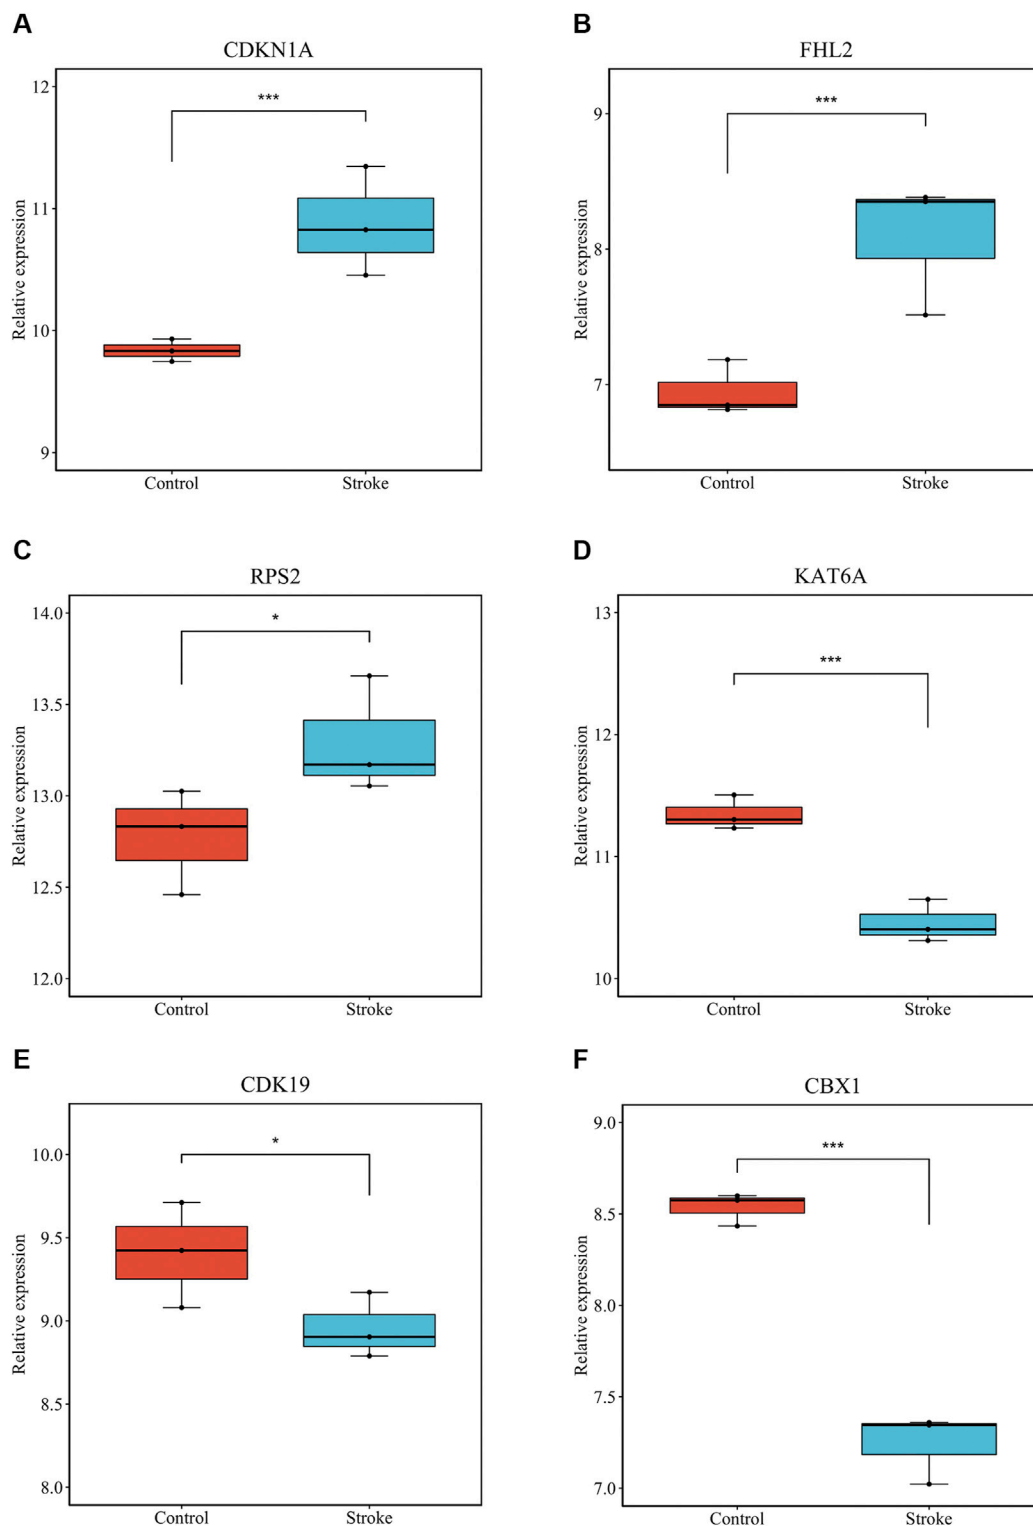 A
CDKN1A
Relative expression
12
11
10
9
***
Control
Stroke
B
FHL2
Relative expression
9
8
7
***
Control
Stroke
C
RPS2
Relative expression
14.0
13.5
13.0
12.5
12.0
*
Control
Stroke
D
KAT6A
Relative expression
13
12
11
10
***
Control
Stroke
E
CDK19
Relative expression
10.0
9.5
9.0
8.5
8.0
*
Control
Stroke
F
CBX1
Relative expression
9.0
8.5
8.0
7.5
7.0
***
Control
Stroke